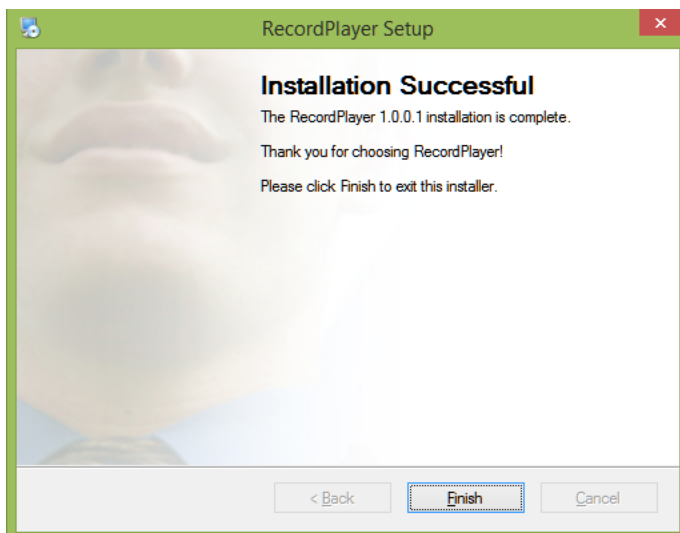 RecordPlayer Setup
Installation Successful
The RecordPlayer 1.0.0.1 installation is complete.
Thank you for choosing RecordPlayer!
Please click Finish to exit this installer.
< Back
Finish
Cancel